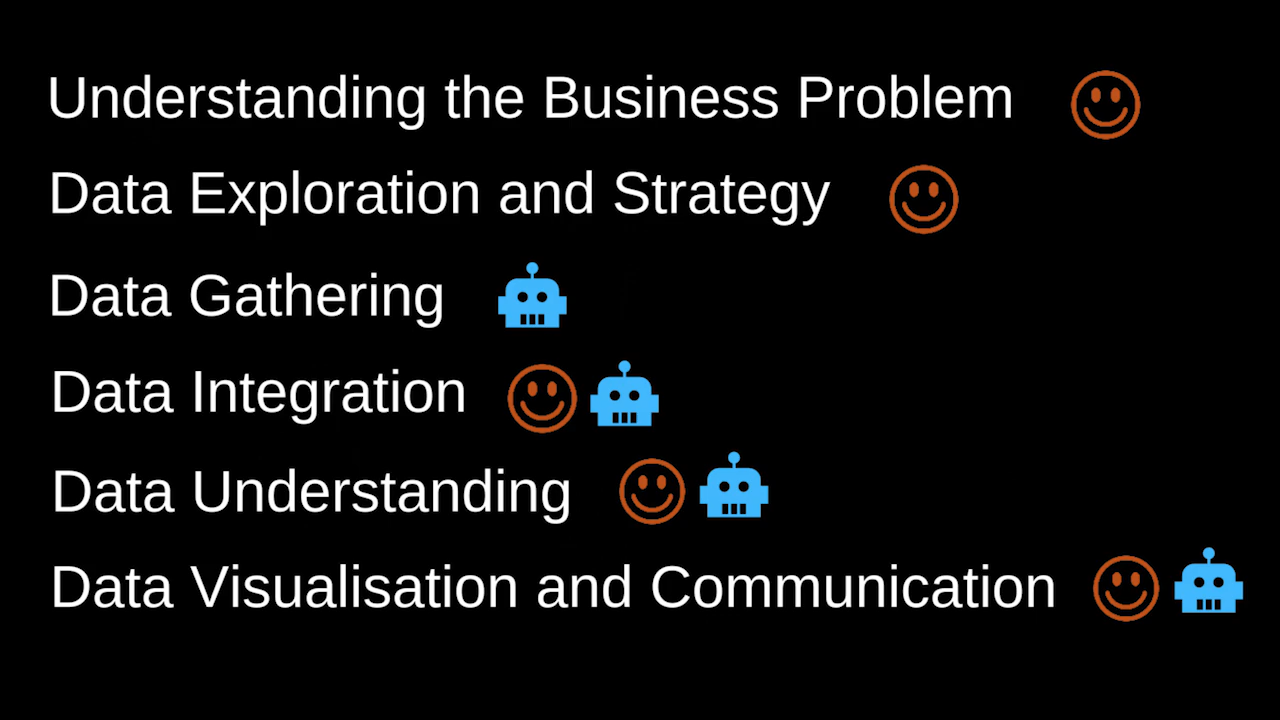 Understanding the Business Problem
Data Exploration and Strategy
Data Gathering
Data Integration
Data Understanding
Data Visualisation and Communication